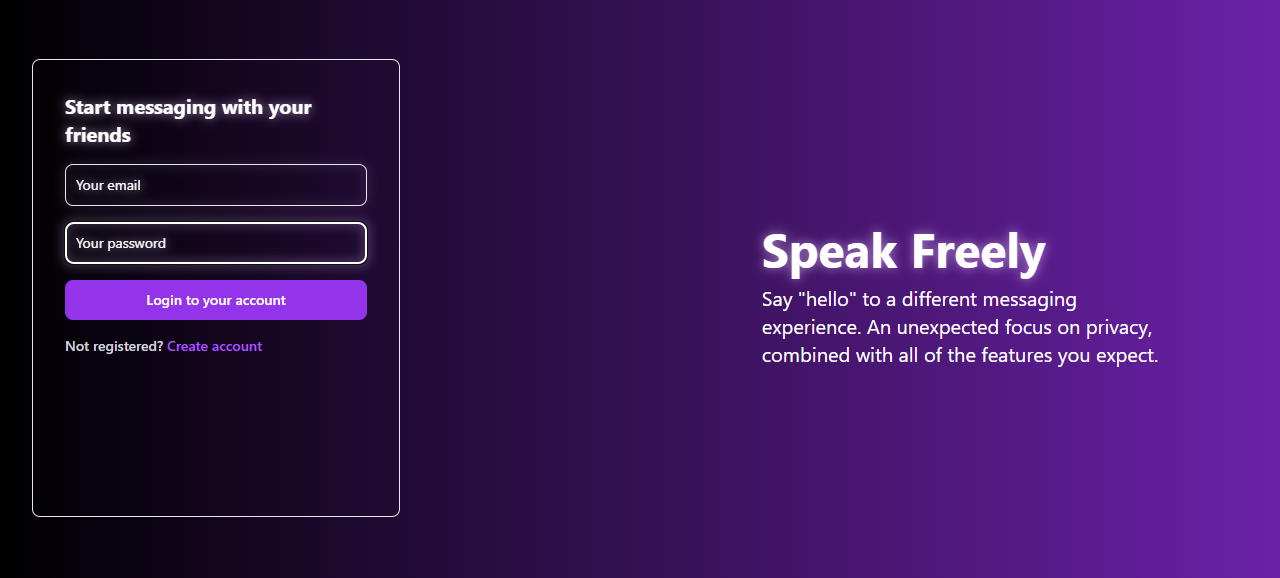 Start messaging with your
friends
Your email
Your password
Login to your account
Not registered? Create account
Speak Freely
Say "hello" to a different messaging
experience. An unexpected focus on privacy,
combined with all of the features you expect.